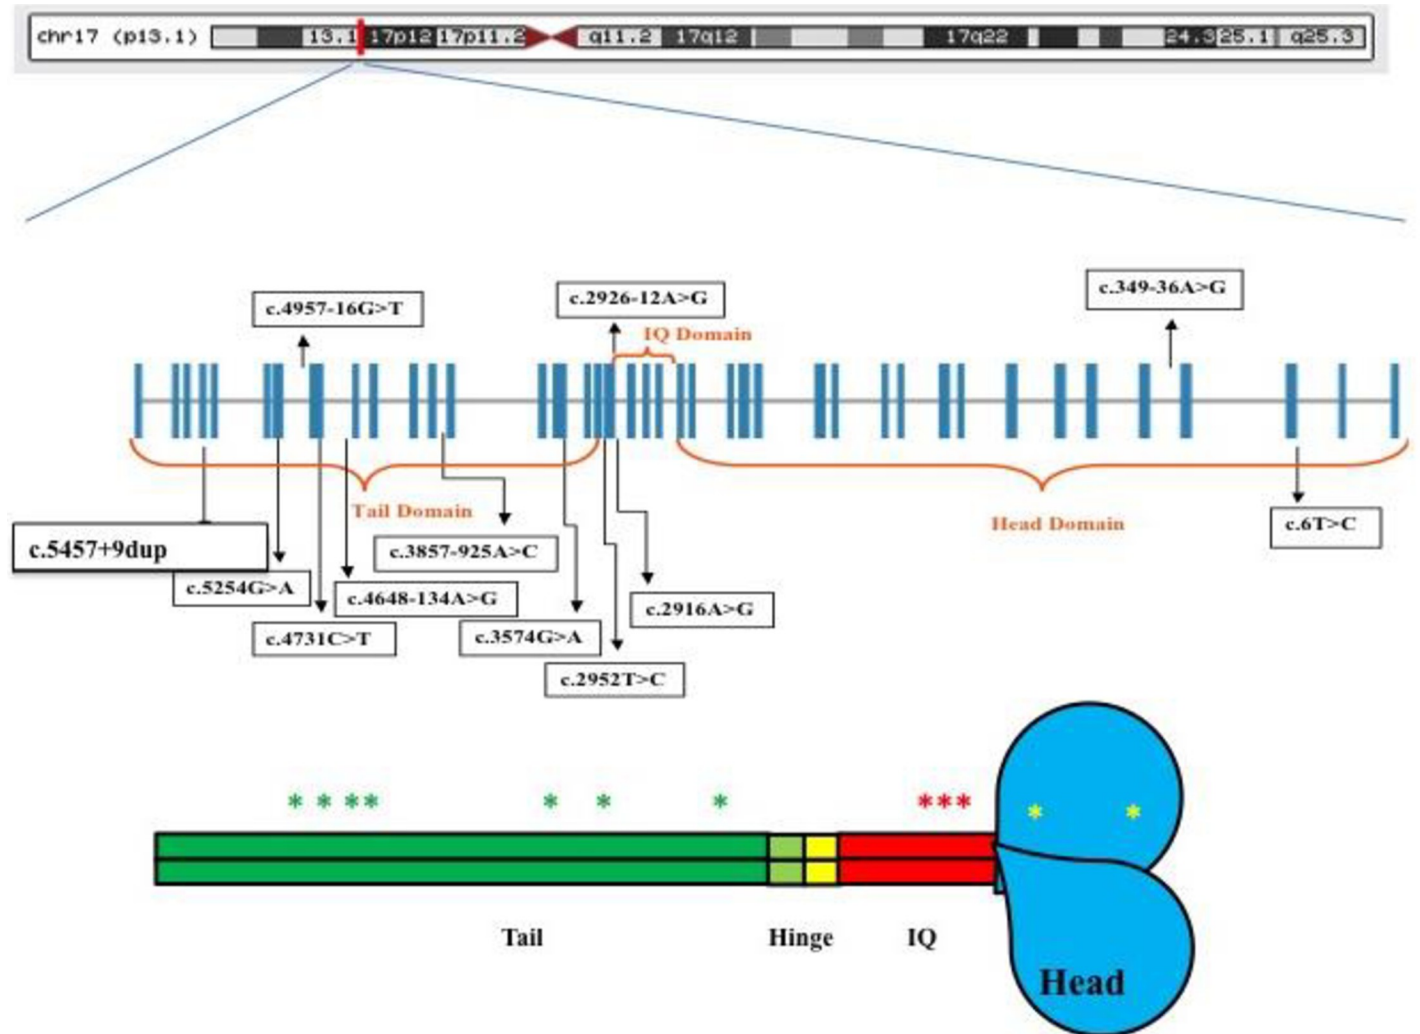 chr17 (p13.1) 13.1 17p12 17p11.2 q11.2 17q12 17q22 24.3 25.1 q25.3
c.4957-16G>T
c.2926-12A>G
c.349-36A>G
IQ Domain
Tail Domain
Head Domain
c.5457+9dup
c.5254G>A
c.4731C>T
c.4648-134A>G
c.3857-925A>C
c.3574G>A
c.2952T>C
c.2916A>G
c.6T>C
* * ** * * * *** * *
Tail Hinge IQ
Head